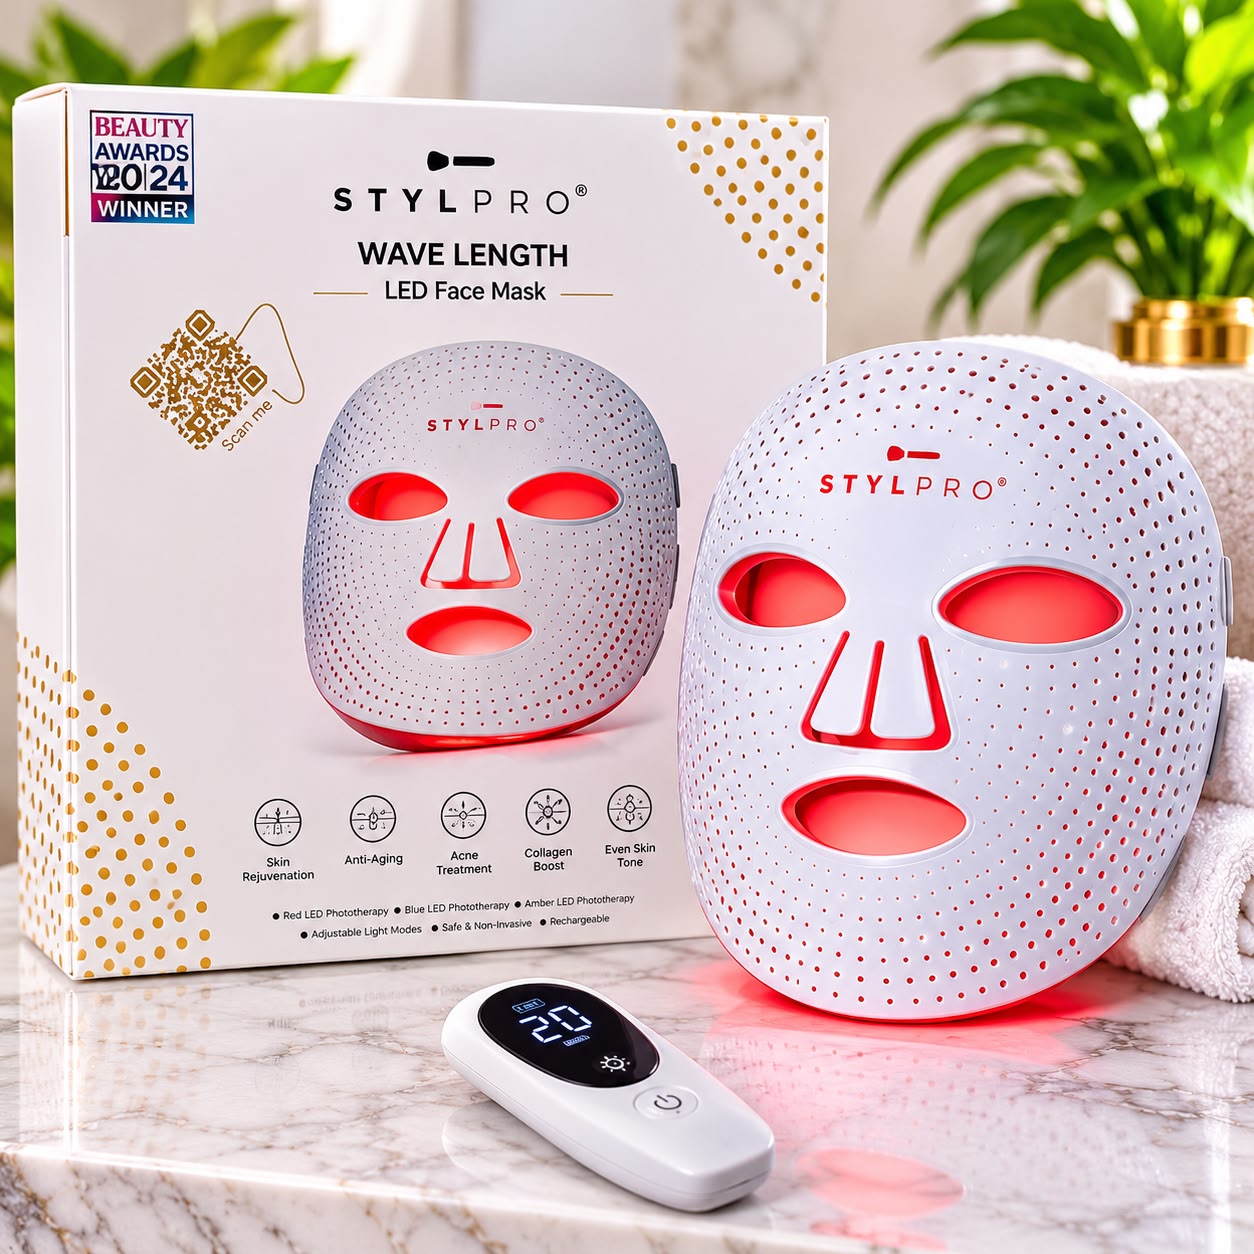 BEAUTY
AWARDS
2024
WINNER
STYLPRO®
WAVE LENGTH
LED Face Mask
Scan me
STYLPRO®
Skin
Rejuvenation
Anti-Aging
Acne
Treatment
Collagen
Boost
Even Skin
Tone
• Red LED Phototherapy • Blue LED Phototherapy • Amber LED Phototherapy
• Adjustable Light Modes • Safe & Non-Invasive • Rechargeable
STYLPRO®
20